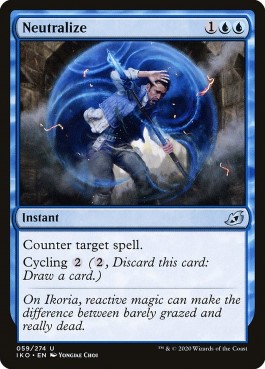 Neutralize 1
Instant
Counter target spell.
Cycling 2 (2, Discard this card:
Draw a card.)
On Ikoria, reactive magic can make the
difference between barely grazed and
really dead.
059/274 U
IKO • EN YONGJAE CHOI
™ & © 2020 Wizards of the Coast